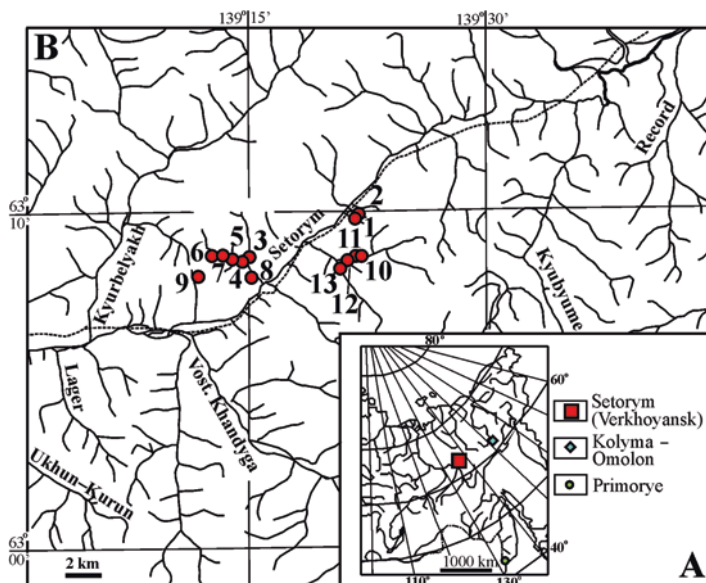 139°15'
139°30'
B
Record
63°
10'
2
1
Setorym
11
5
3
6
10
7
4
8
9
13
12
Kyurbelyakh
Kyubyume
80°
60°
Lager
Vost. Khandyga
Setorym
(Verkhoyansk)
Kolyma –
Omolon
Ukhun–Kurun
Primorye
40°
63°
00'
2 km
1000 km
110°
130°
A